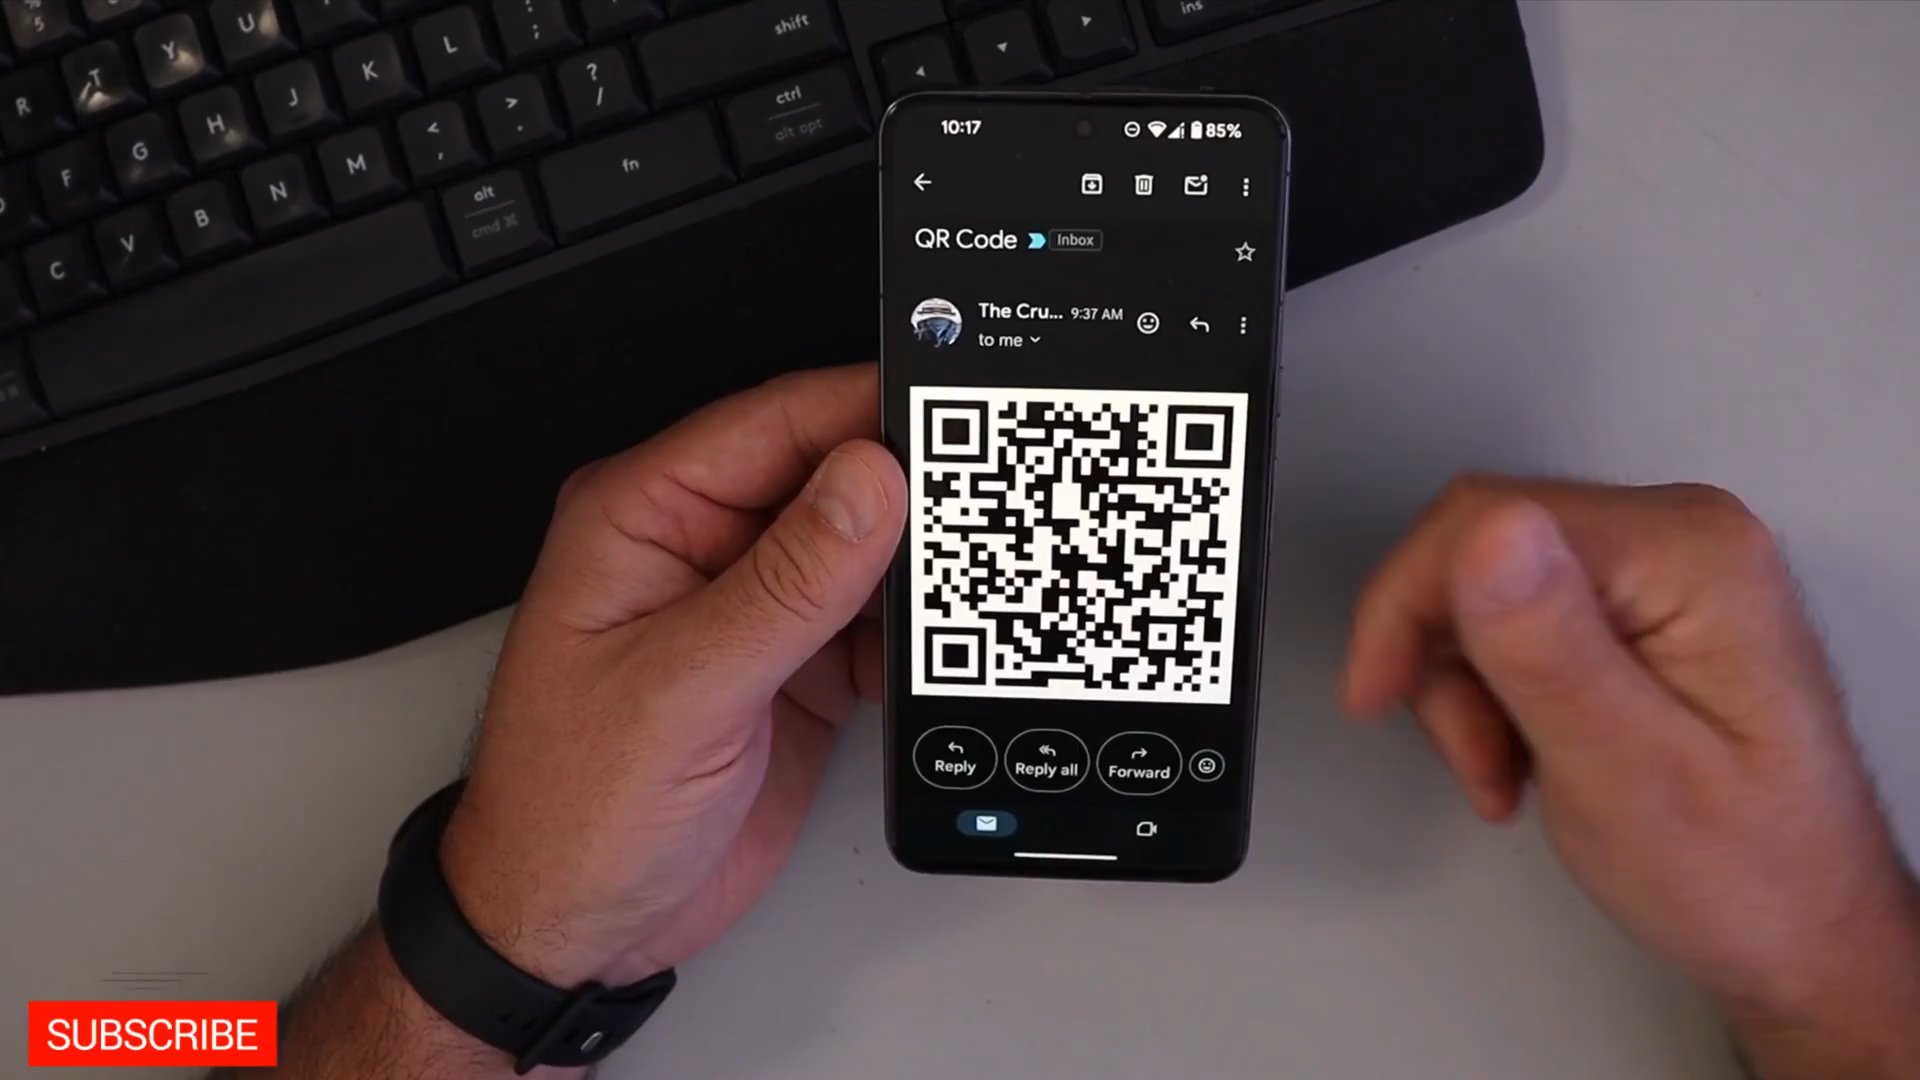 %
5
U
shift
ins
T
Y
L
:
;
R
K
?
/
J
>
.
ctrl
alt opt
H
<
,
G
M
fn
F
N
alt
cmd ⌘
B
V
C
10:17
85%
QR Code
Inbox
The Cru... 9:37 AM
to me
Reply
Reply all
Forward
SUBSCRIBE